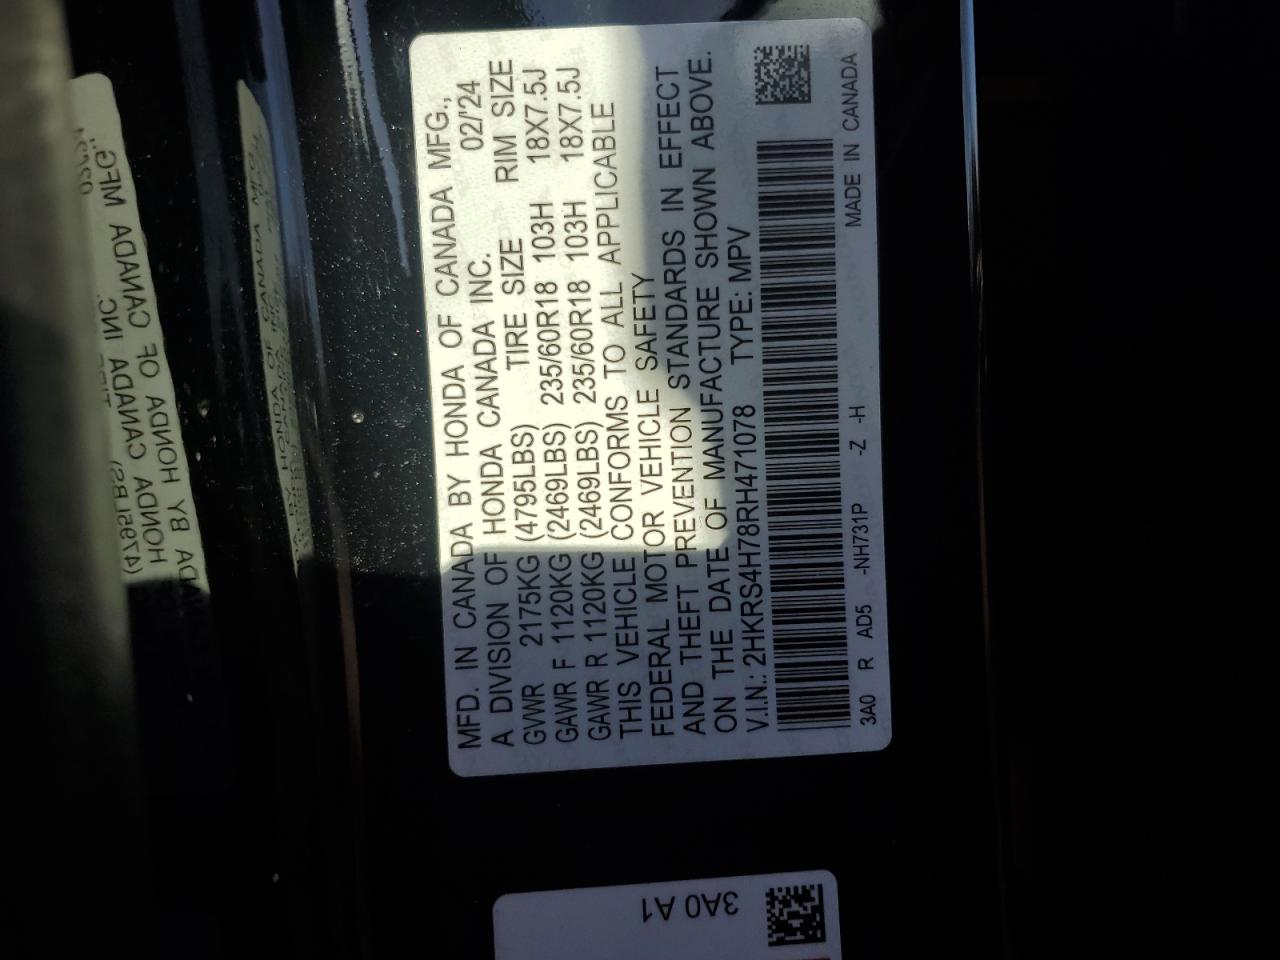 MFD. IN CANADA BY HONDA OF CANADA MFG.,
A DIVISION OF HONDA CANADA INC. 02/'24
GVWR 2175KG (4795LBS) TIRE SIZE RIM SIZE
GAWR F 1120KG (2469LBS) 235/60R18 103H 18X7.5J
GAWR R 1120KG (2469LBS) 235/60R18 103H 18X7.5J
THIS VEHICLE CONFORMS TO ALL APPLICABLE
FEDERAL MOTOR VEHICLE SAFETY
AND THEFT PREVENTION STANDARDS IN EFFECT
ON THE DATE OF MANUFACTURE SHOWN ABOVE.
V.I.N.: 2HKRS4H78RH471078 TYPE: MPV
3A0 R AD5 -NH731P -Z -H MADE IN CANADA
3A0 A1